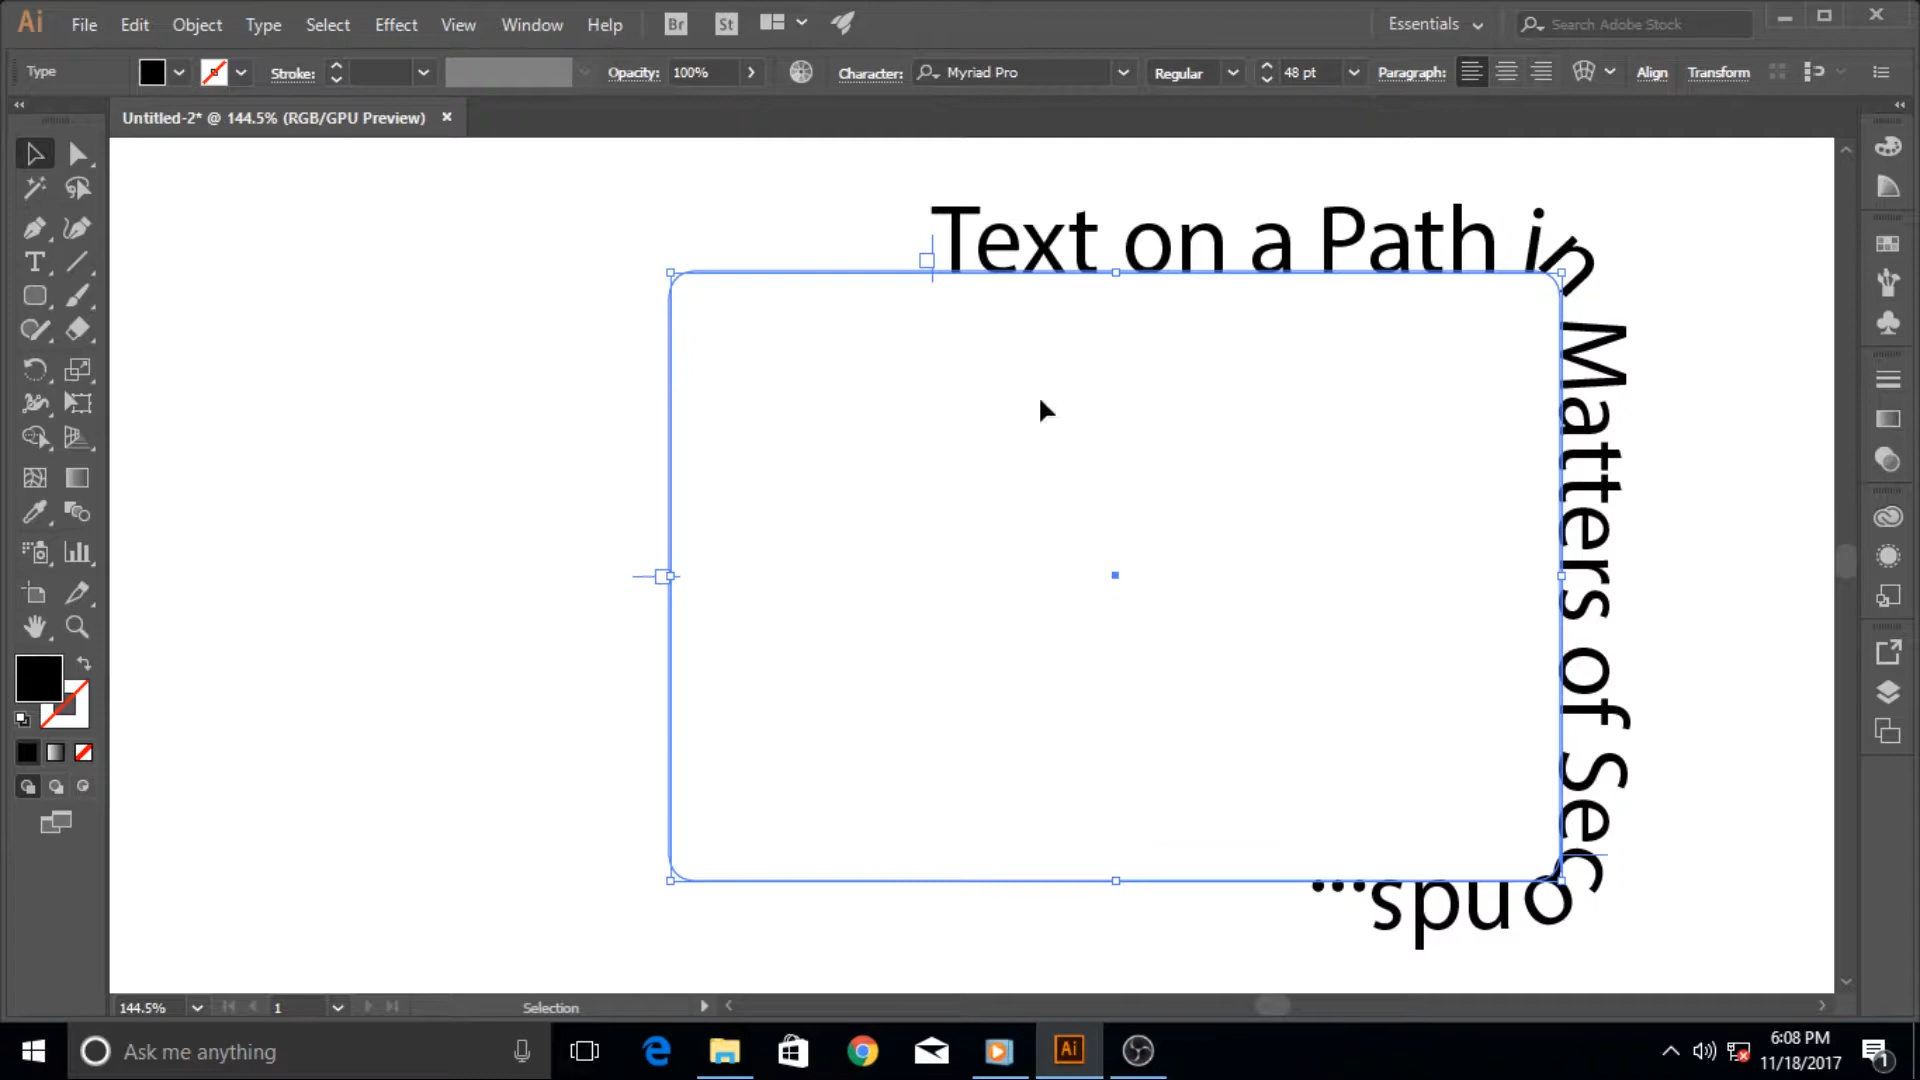 Ai File Edit Object Type Select Effect View Window Help Br St Essentials Search Adobe Stock
Type Stroke: Opacity: 100% Character: Myriad Pro Regular 48 pt Paragraph: Align Transform
Untitled-2* @ 144.5% (RGB/GPU Preview)
Text on a Path in Matters of Seconds...
144.5% 1 Selection
Ask me anything Ai 6:08 PM
11/18/2017 1